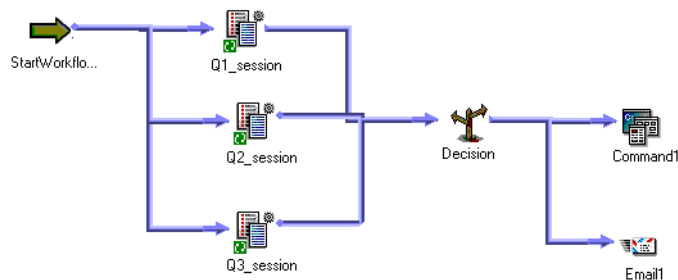 StartWorkflo...
Q1_session
Q2_session
Decision
Command1
Q3_session
Email1